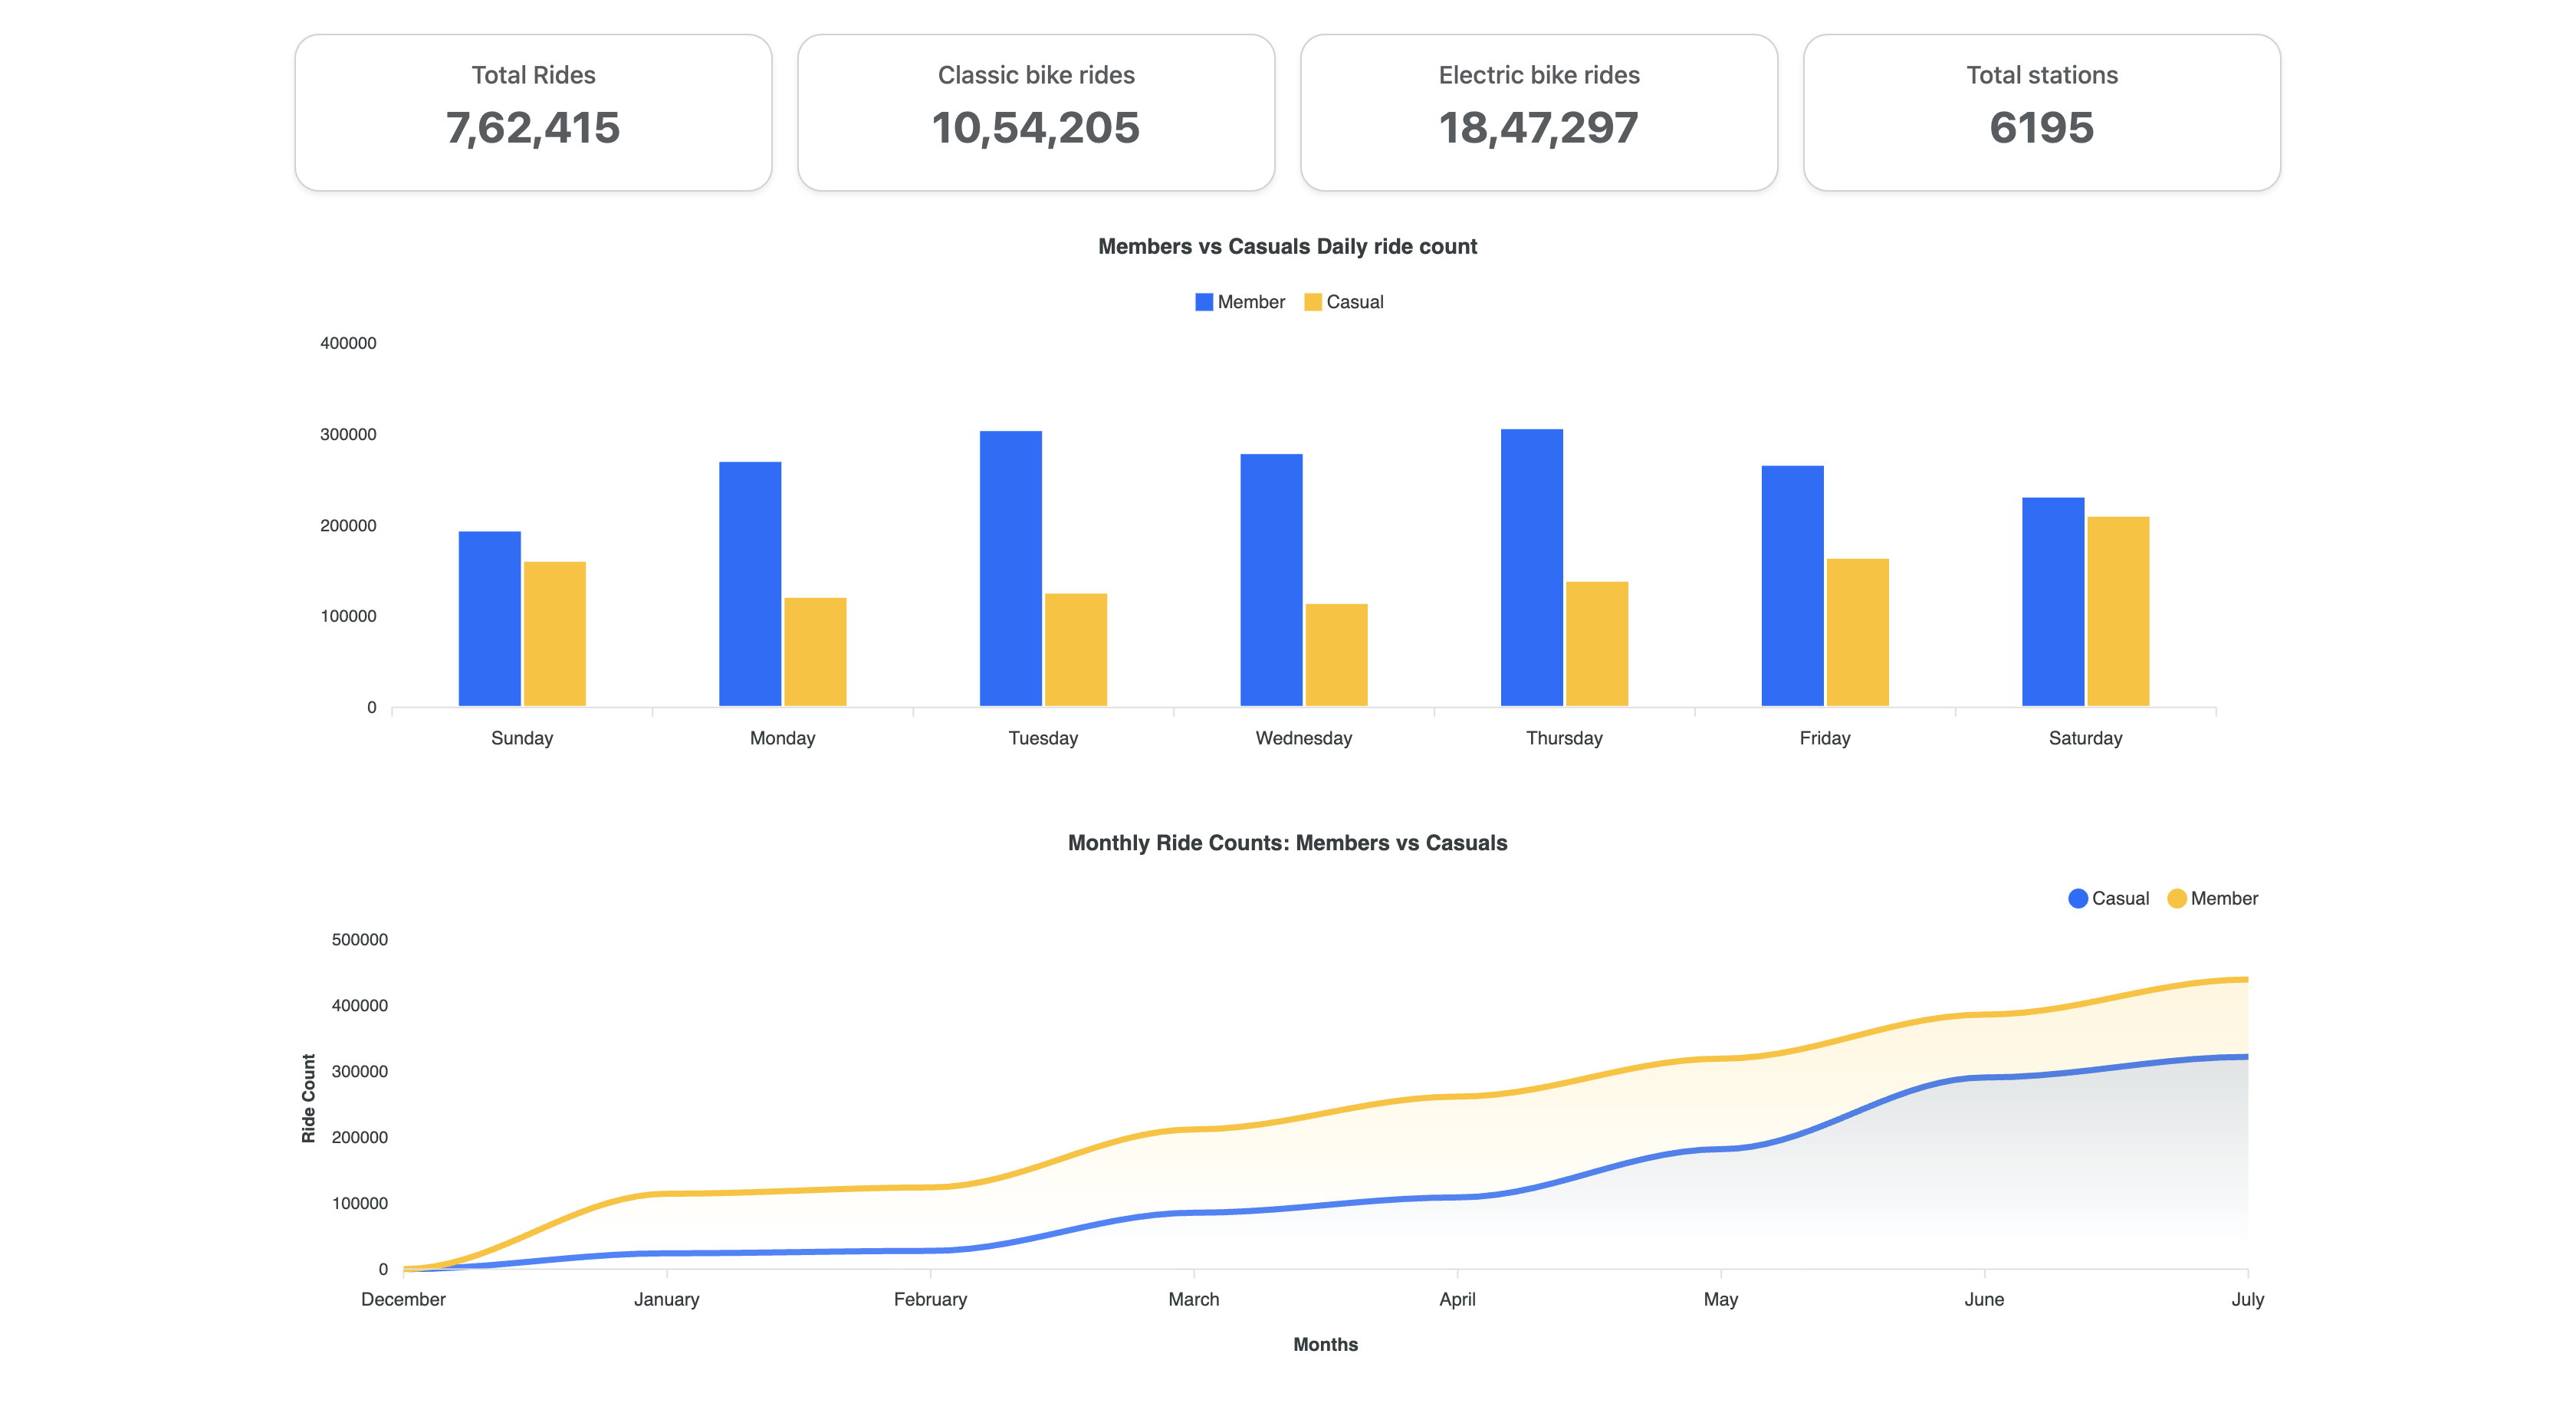 Total Rides
7,62,415
Classic bike rides
10,54,205
Electric bike rides
18,47,297
Total stations
6195
Members vs Casuals Daily ride count
Member Casual
400000
300000
200000
100000
0
Sunday Monday Tuesday Wednesday Thursday Friday Saturday
Monthly Ride Counts: Members vs Casuals
Casual Member
500000
400000
300000
200000
100000
0
Ride Count
December January February March April May June July
Months